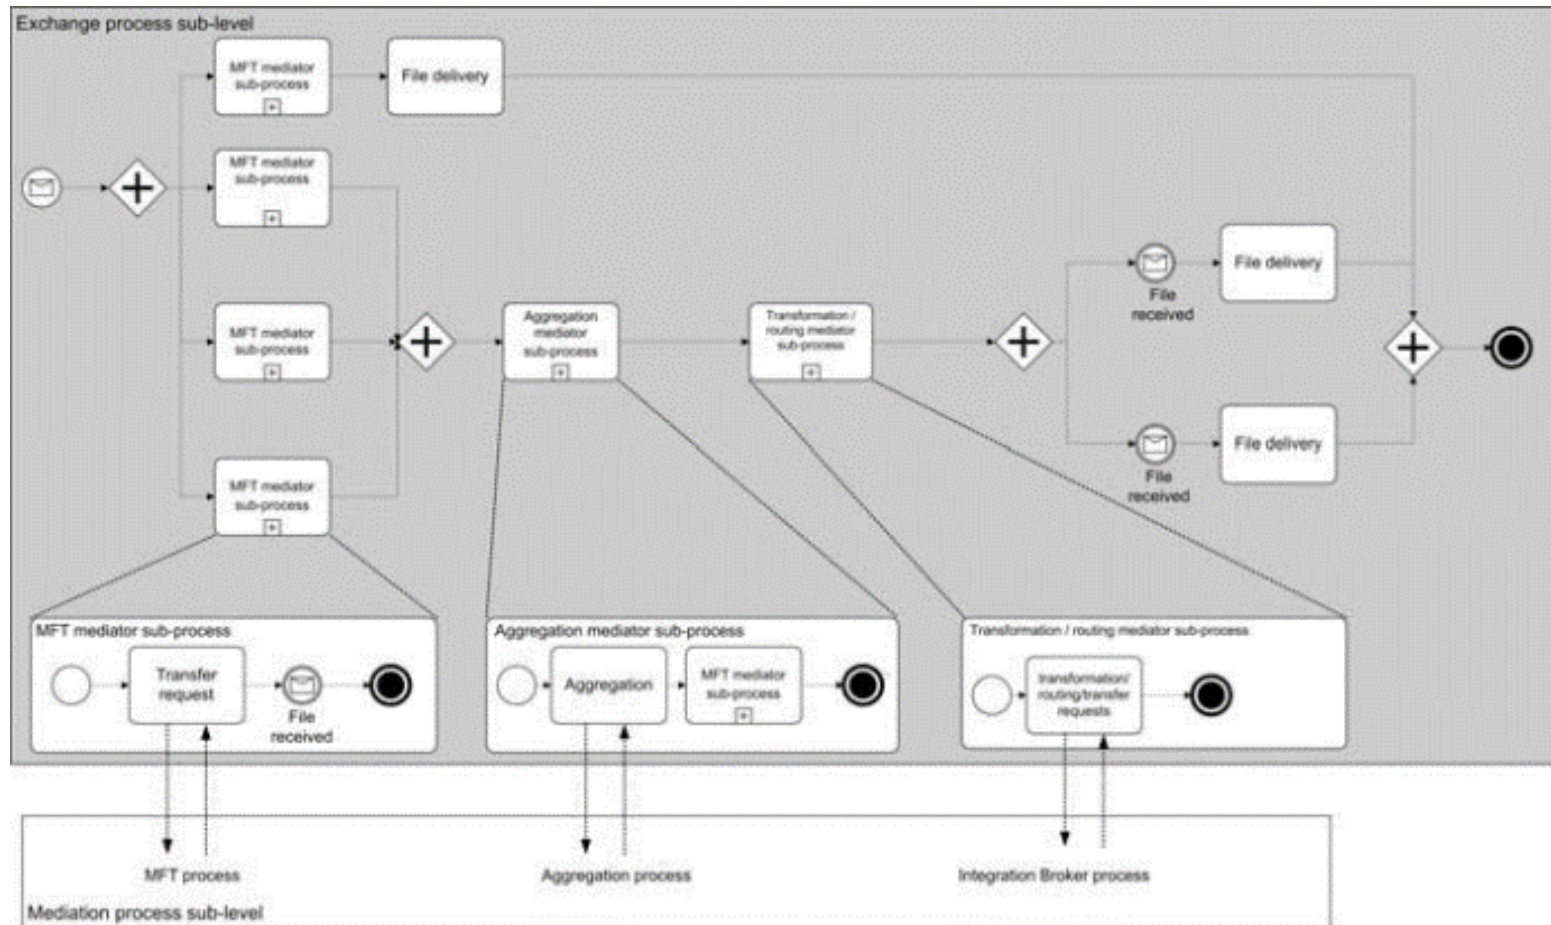 Exchange process sub-level
MFT mediator
sub-process
File delivery
MFT mediator
sub-process
MFT mediator
sub-process
MFT mediator
sub-process
Aggregation
mediator
sub-process
Transformation /
routing mediator
sub-process
File
received
File delivery
File
received
File delivery
MFT mediator sub-process
Transfer
request
File
received
Aggregation mediator sub-process
Aggregation
MFT mediator
sub-process
Transformation / routing mediator sub-process
transformation/
routing/transfer
requests
MFT process
Aggregation process
Integration Broker process
Mediation process sub-level